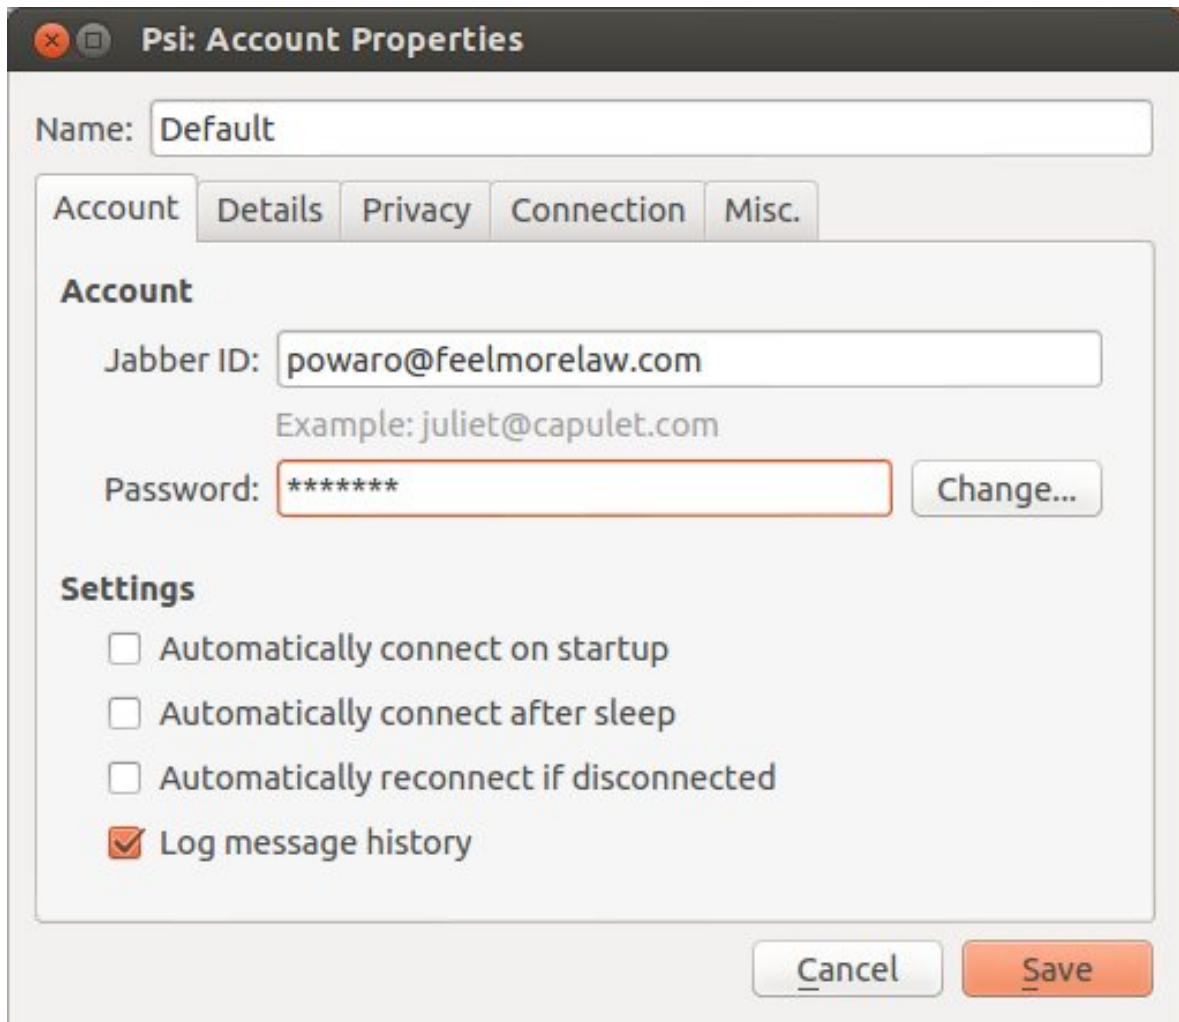 Psi: Account Properties
Name: Default
Account Details Privacy Connection Misc.
Account
Jabber ID: powaro@feelmorelaw.com
Example: juliet@capulet.com
Password: ******* Change...
Settings
Automatically connect on startup
Automatically connect after sleep
Automatically reconnect if disconnected
Log message history
Cancel Save